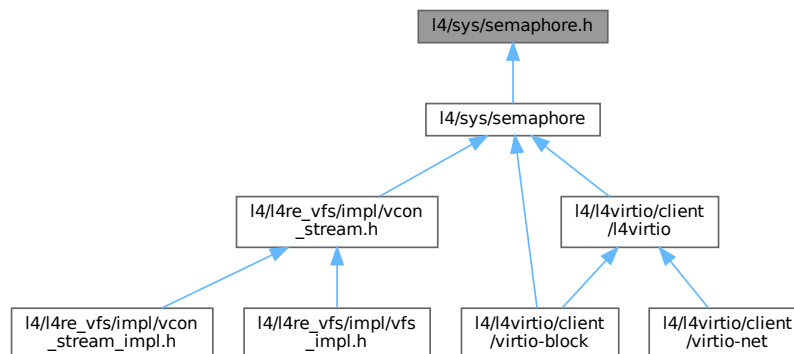 l4/sys/semaphore.h
l4/sys/semaphore
l4/l4re_vfs/impl/vcon
_stream.h
l4/l4virtio/client
/l4virtio
l4/l4re_vfs/impl/vcon
_stream_impl.h
l4/l4re_vfs/impl/vfs
_impl.h
l4/l4virtio/client
/virtio-block
l4/l4virtio/client
/virtio-net